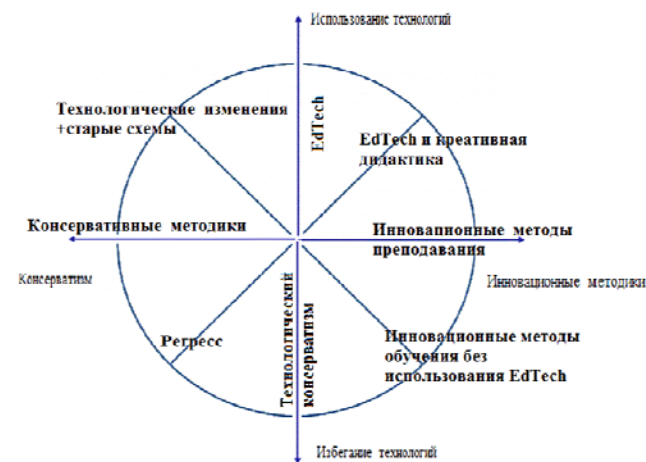 Использование технологий
Технологические изменения
+старые схемы
EdTech
EdTech и креативная
дидактика
Консервативные методики
Инновапионные методы
преподавания
Консерватизм
Инновационные методики
Регресс
Технологический
консерватизм
Инновационные методы
обучения без
использования EdTech
Избегание технологий